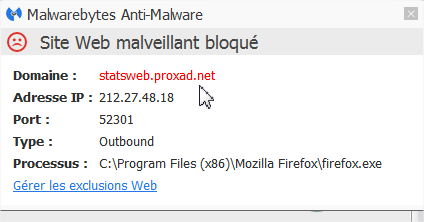 Malwarebytes Anti-Malware
Site Web malveillant bloqué
Domaine : statsweb.proxad.net
Adresse IP : 212.27.48.18
Port : 52301
Type : Outbound
Processus : C:\Program Files (x86)\Mozilla Firefox\firefox.exe
Gérer les exclusions Web